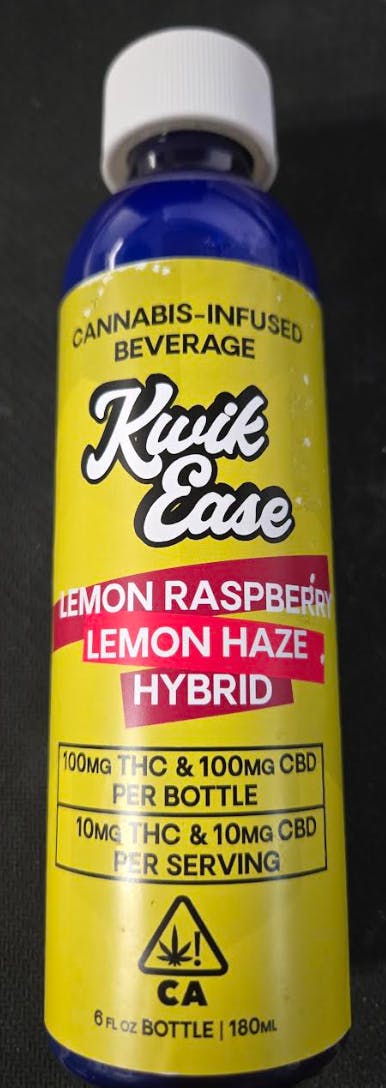 CANNABIS-INFUSED
BEVERAGE
Kwik
Ease
LEMON RASPBERRY
LEMON HAZE
HYBRID
100MG THC & 100MG CBD
PER BOTTLE
10MG THC & 10MG CBD
PER SERVING
!
CA
6 FL OZ BOTTLE | 180ML